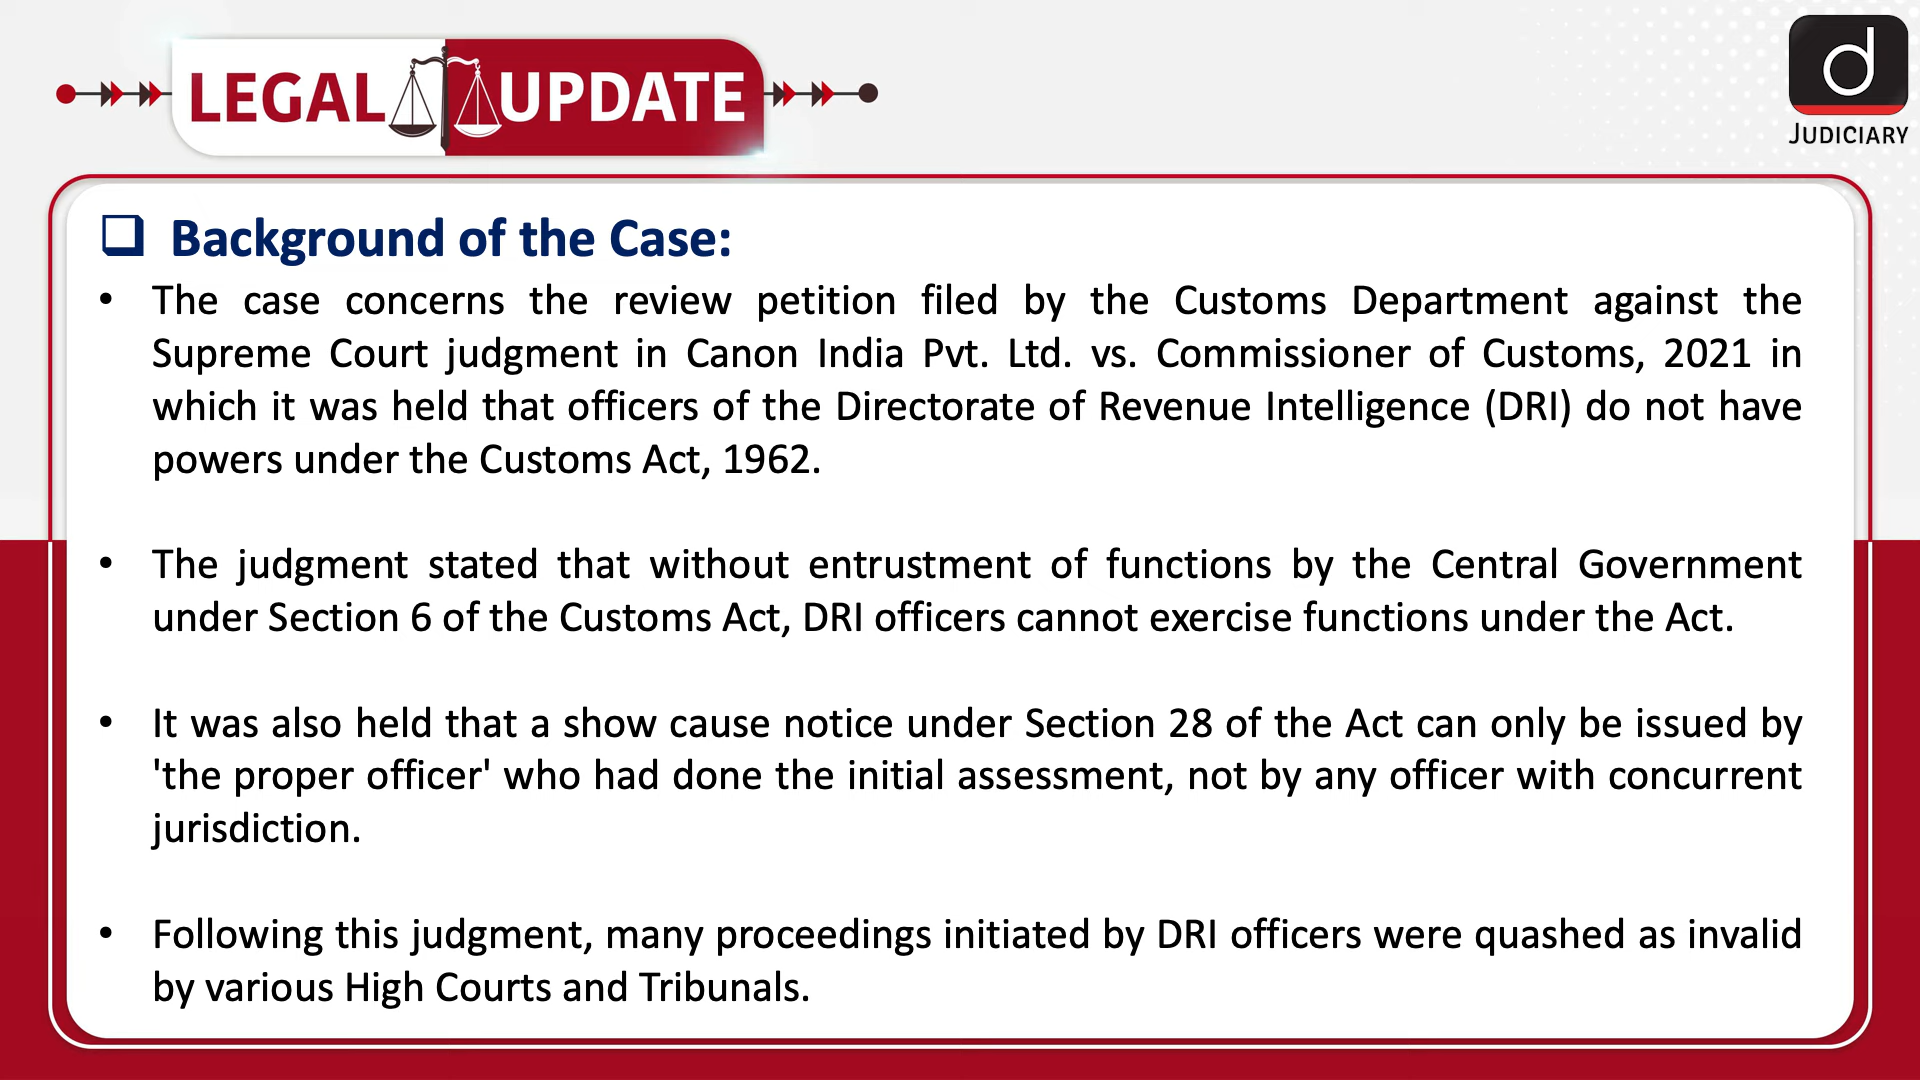 LEGAL UPDATE
d
JUDICIARY
❑ Background of the Case:
• The case concerns the review petition filed by the Customs Department against the
Supreme Court judgment in Canon India Pvt. Ltd. vs. Commissioner of Customs, 2021 in
which it was held that officers of the Directorate of Revenue Intelligence (DRI) do not have
powers under the Customs Act, 1962.
• The judgment stated that without entrustment of functions by the Central Government
under Section 6 of the Customs Act, DRI officers cannot exercise functions under the Act.
• It was also held that a show cause notice under Section 28 of the Act can only be issued by
'the proper officer' who had done the initial assessment, not by any officer with concurrent
jurisdiction.
• Following this judgment, many proceedings initiated by DRI officers were quashed as invalid
by various High Courts and Tribunals.